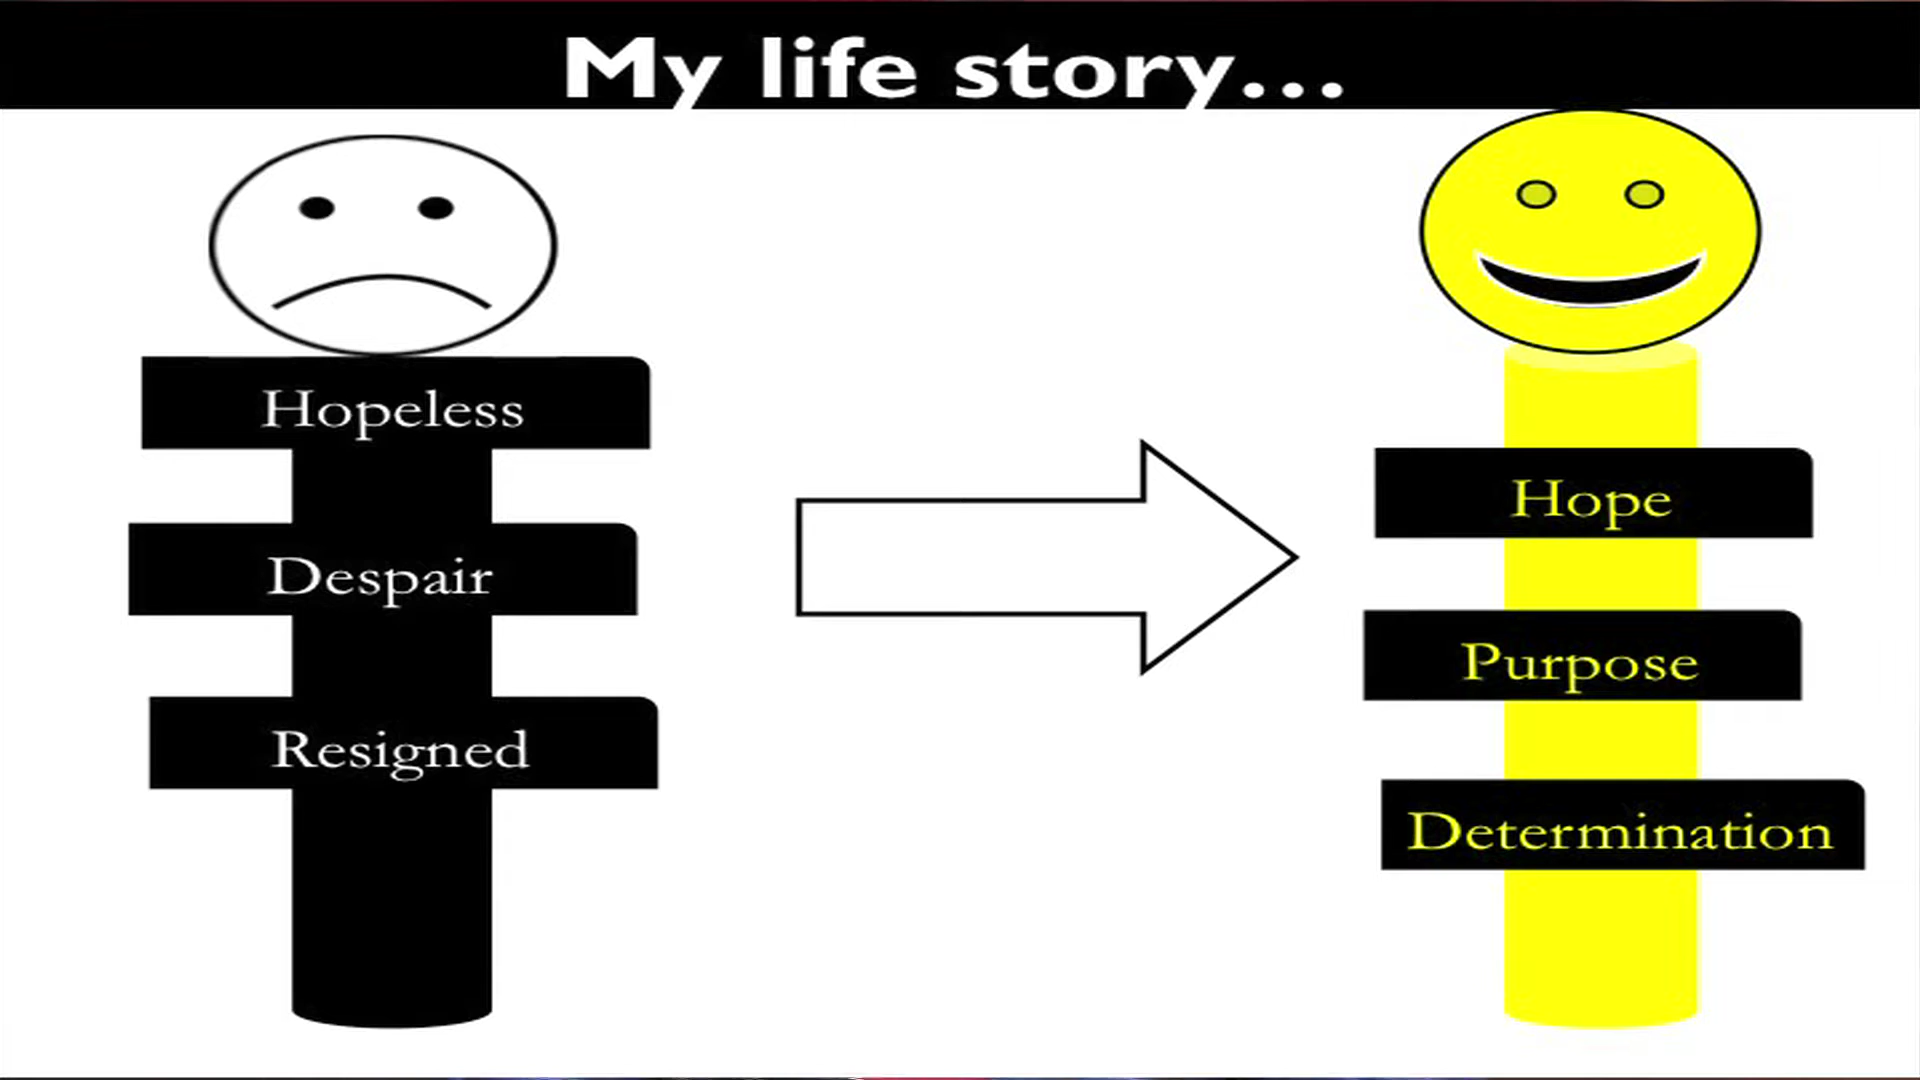 My life story...
Hopeless
Despair
Resigned
Hope
Purpose
Determination